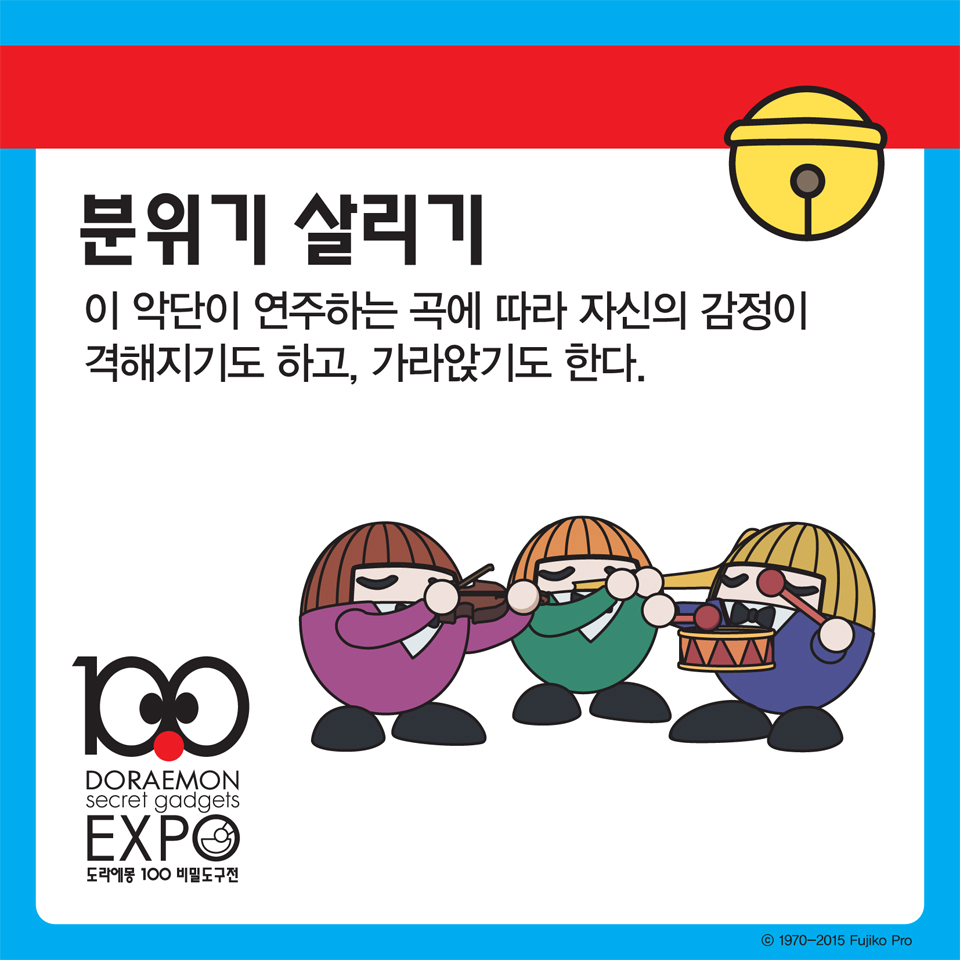 분위기 살리기
이 악단이 연주하는 곡에 따라 자신의 감정이
격해지기도 하고, 가라앉기도 한다.
100
DORAEMON
secret gadgets
EXPO
도라에몽 100 비밀도구전
© 1970-2015 Fujiko Pro